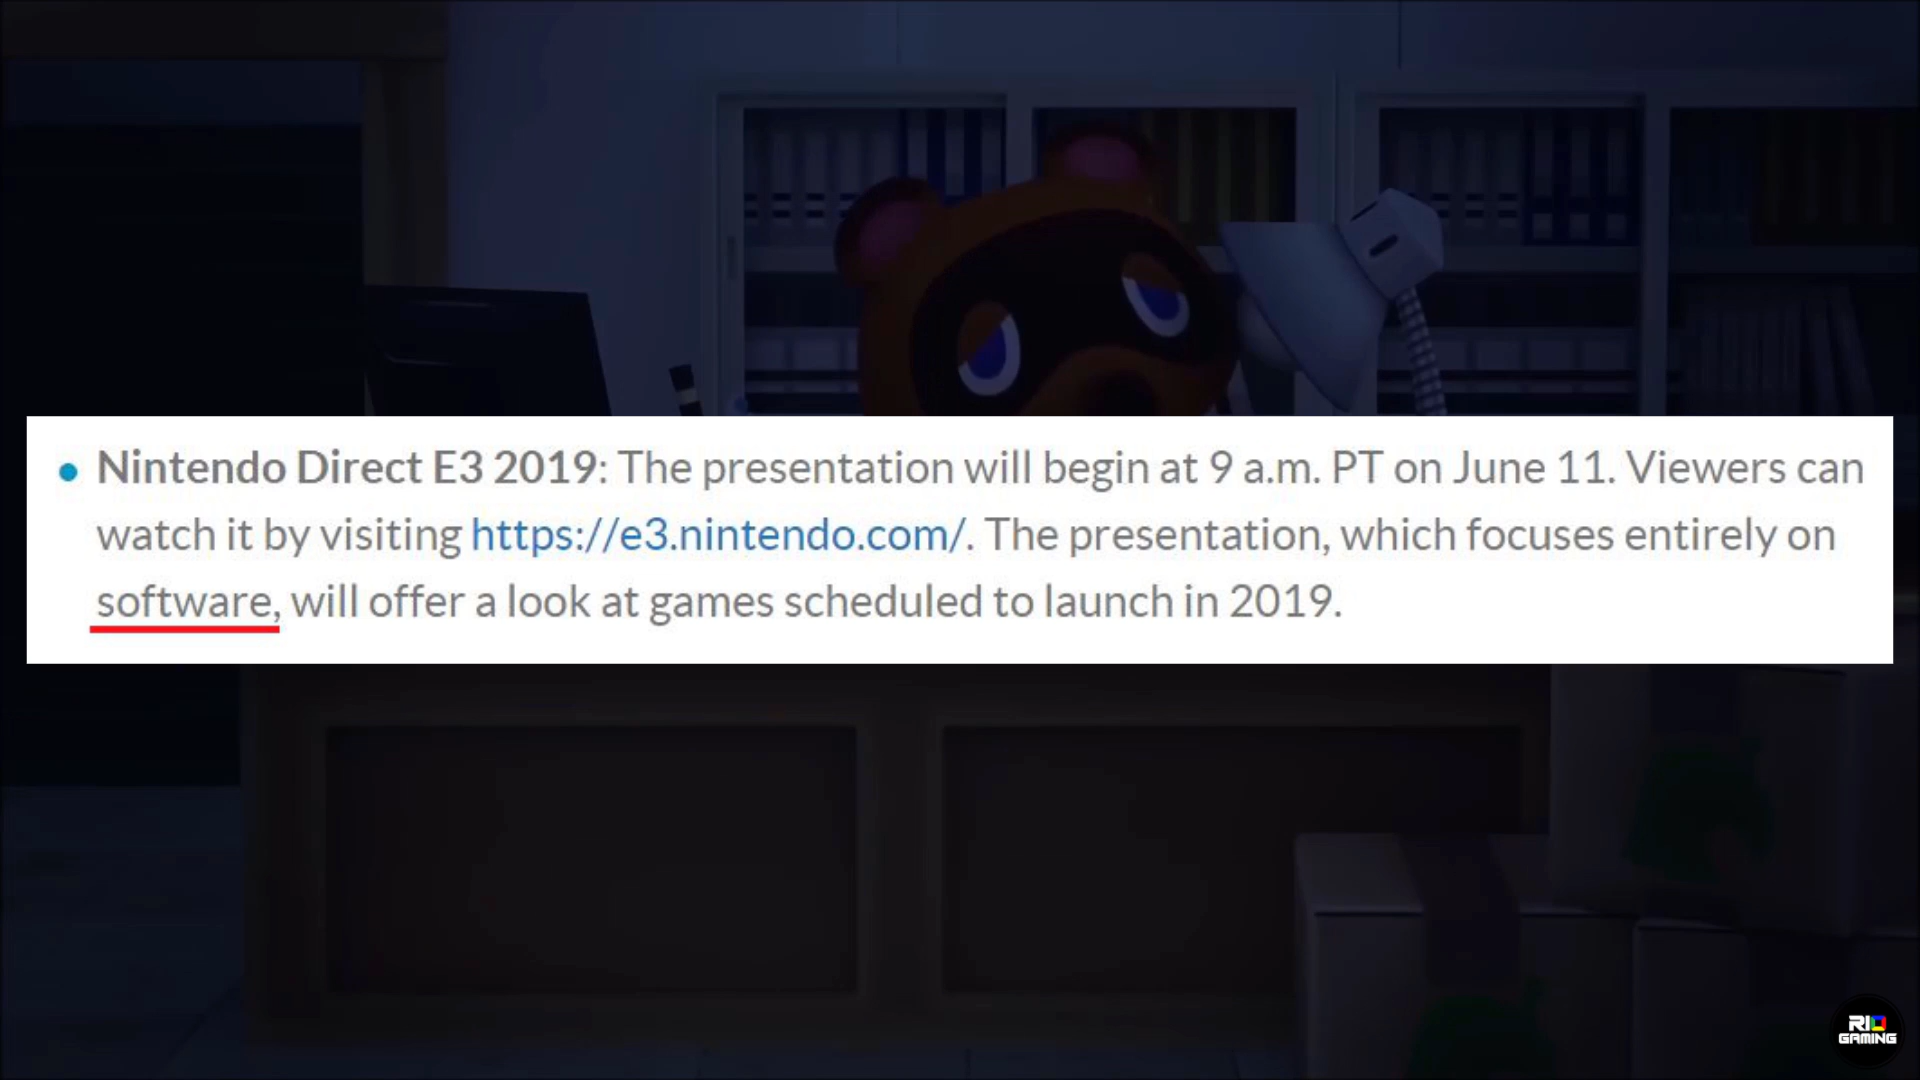 Nintendo Direct E3 2019: The presentation will begin at 9 a.m. PT on June 11. Viewers can
watch it by visiting https://e3.nintendo.com/. The presentation, which focuses entirely on
software, will offer a look at games scheduled to launch in 2019.
RIO
GAMING